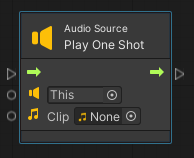 Audio Source
Play One Shot
This
Clip None